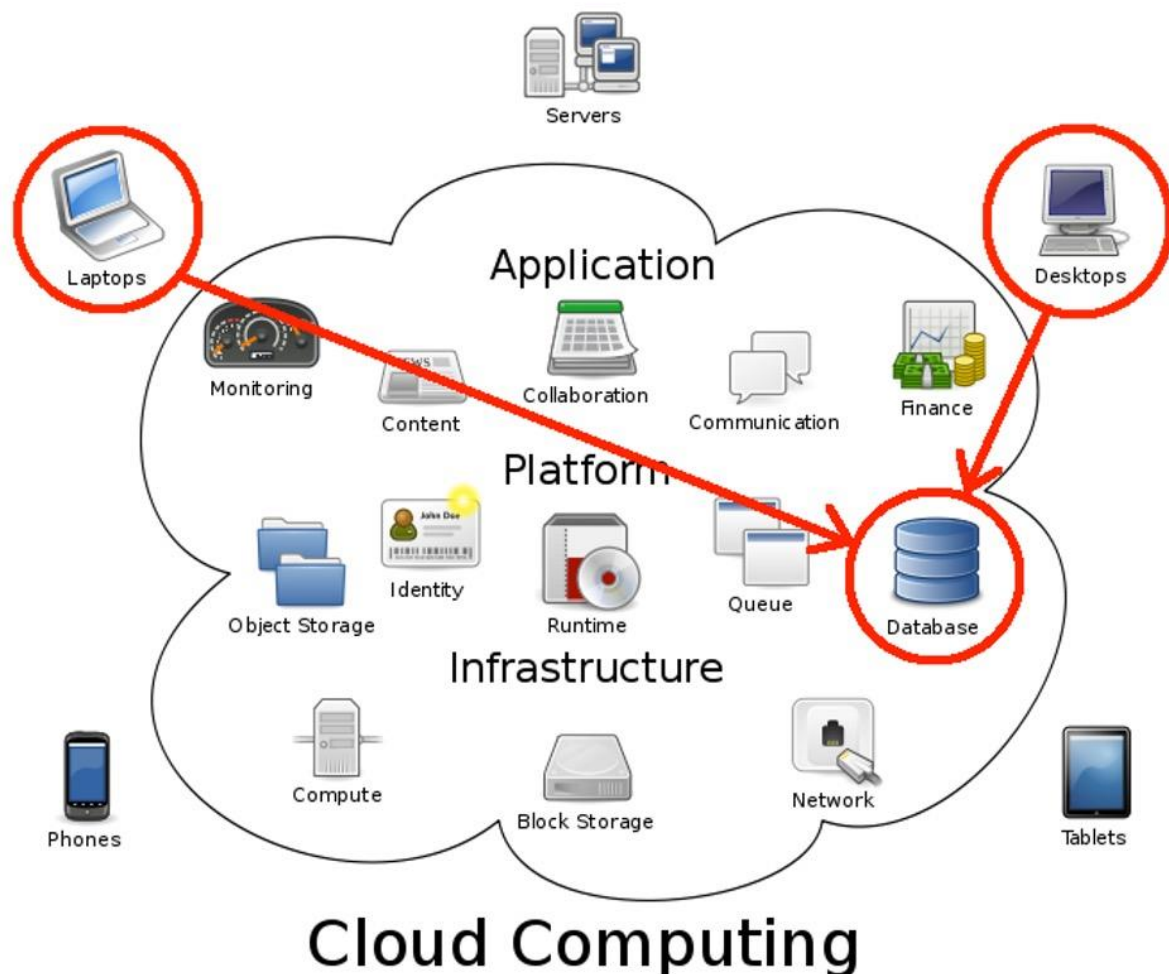 Servers
Laptops
Desktops
Application
Monitoring
Content
Collaboration
Communication
Finance
Platform
Object Storage
John Doe
Identity
Runtime
Queue
Database
Infrastructure
Compute
Block Storage
Network
Phones
Tablets
Cloud Computing